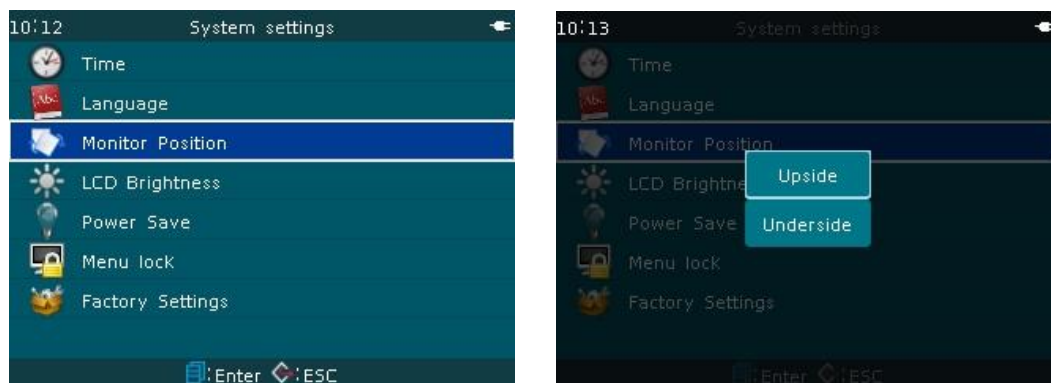 10:12 System settings
Time
Abc
Language
Monitor Position
LCD Brightness
Power Save
Menu lock
Factory Settings
:Enter :ESC
10:13 System settings
Time
Abc
Language
Monitor Position
LCD Brightne
Upside
Power Save
Underside
Menu lock
Factory Settings
:Enter :ESC